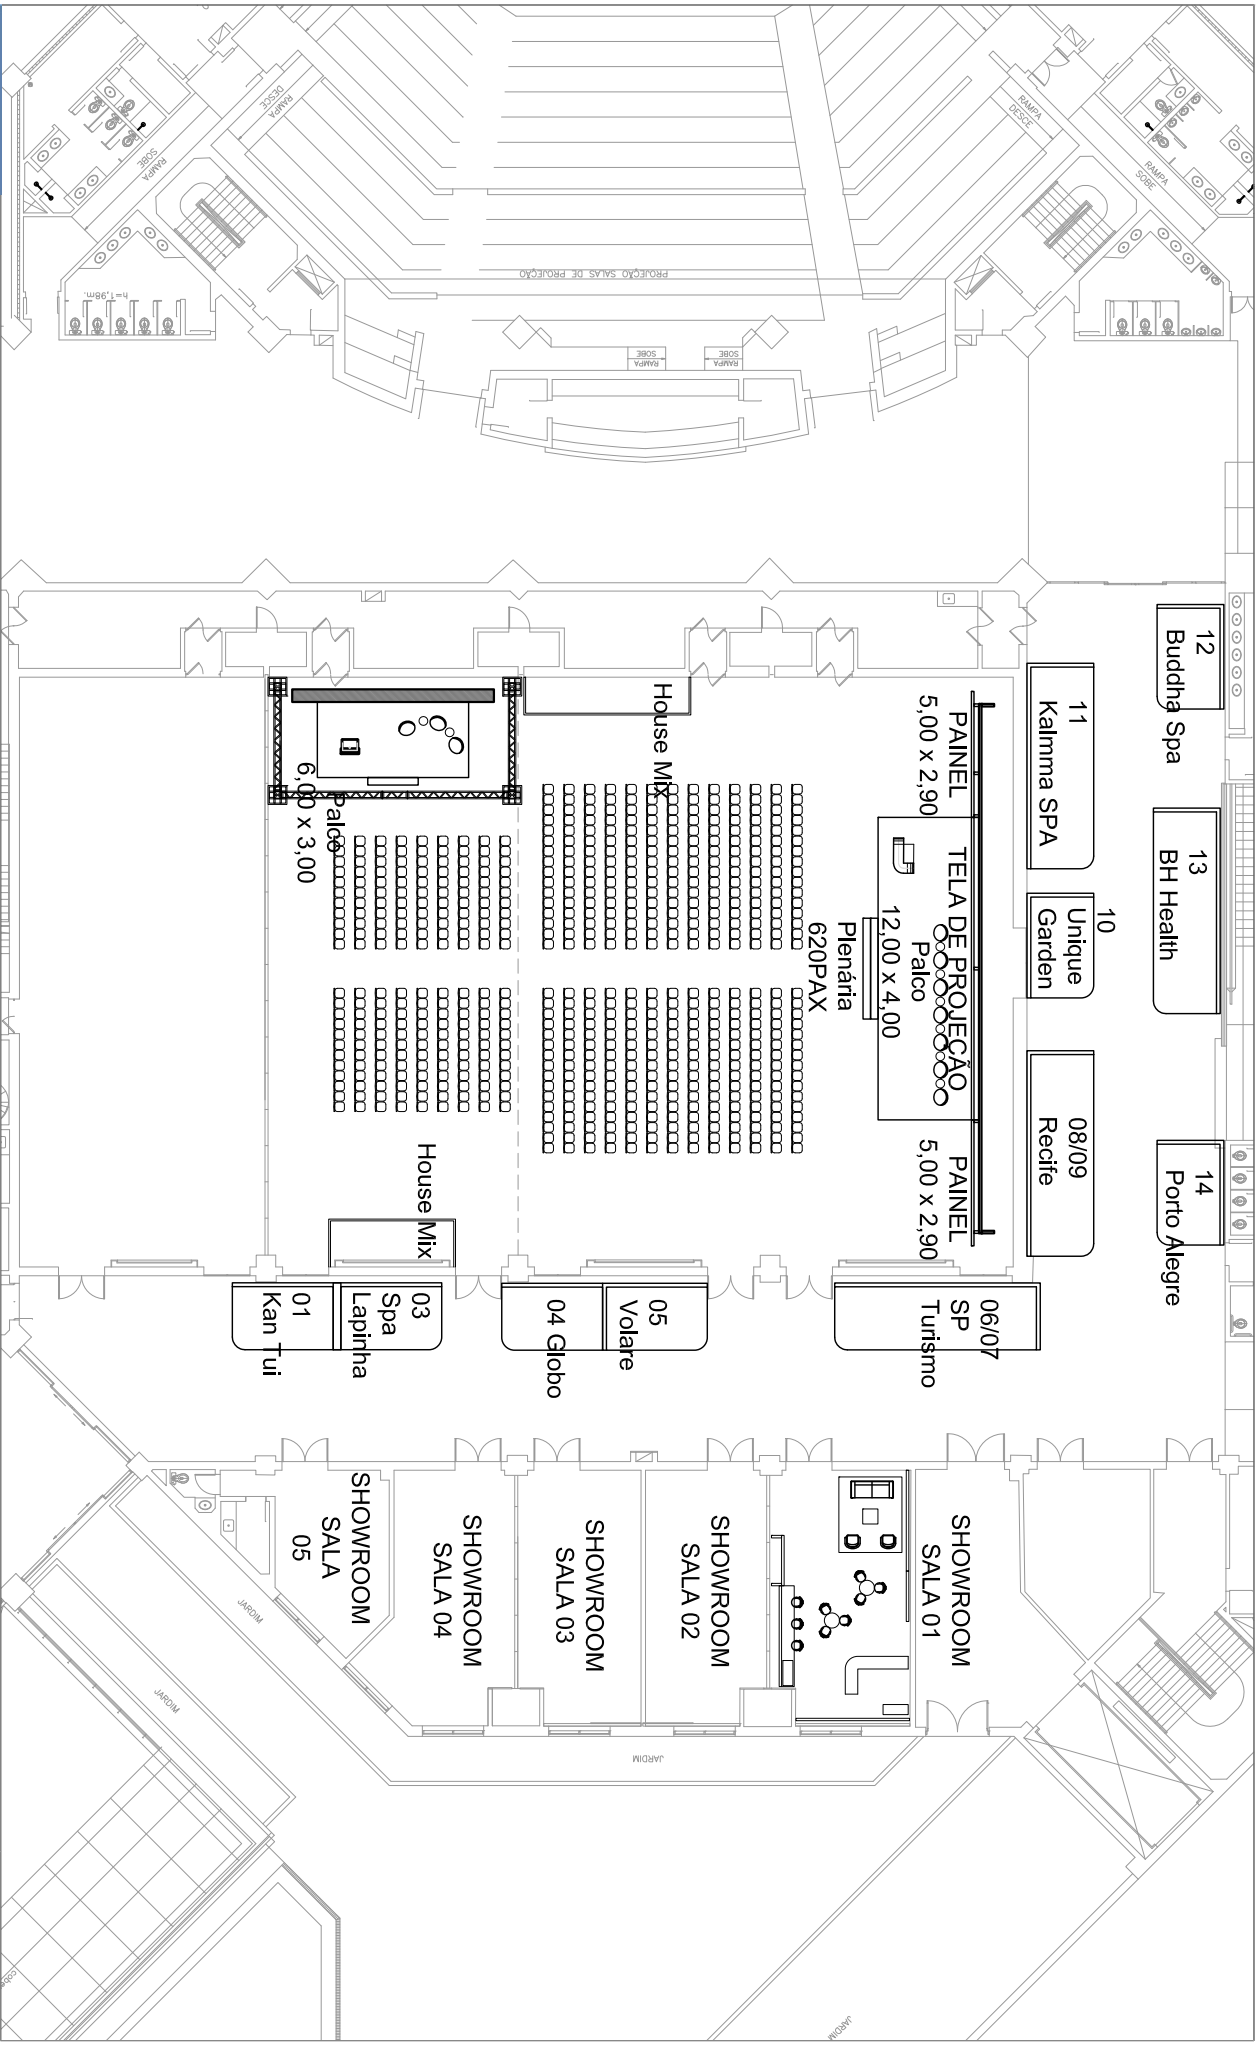 RAMPA
DESCE
RAMPA
SOBE
RAMPA
DESCE
RAMPA
SOBE
h=1,98m.
PROJEÇÃO SALAS DE PROJEÇÃO
RAMPA
SOBE
RAMPA
SOBE
12
Buddha Spa
11
Kalmma SPA
13
BH Health
10
Unique
Garden
08/09
Recife
14
Porto Alegre
House Mix
PAINEL
5,00 x 2,90
TELA DE PROJEÇÃO
Palco
12,00 x 4,00
Plenária
620PAX
PAINEL
5,00 x 2,90
Palco
6,00 x 3,00
House Mix
01
Kan Tui
03
Spa
Lapinha
04 Globo
05
Volare
06/07
SP
Turismo
SHOWROOM
SALA
05
SHOWROOM
SALA 04
SHOWROOM
SALA 03
SHOWROOM
SALA 02
SHOWROOM
SALA 01
JARDIM
JARDIM
JARDIM
JARDIM